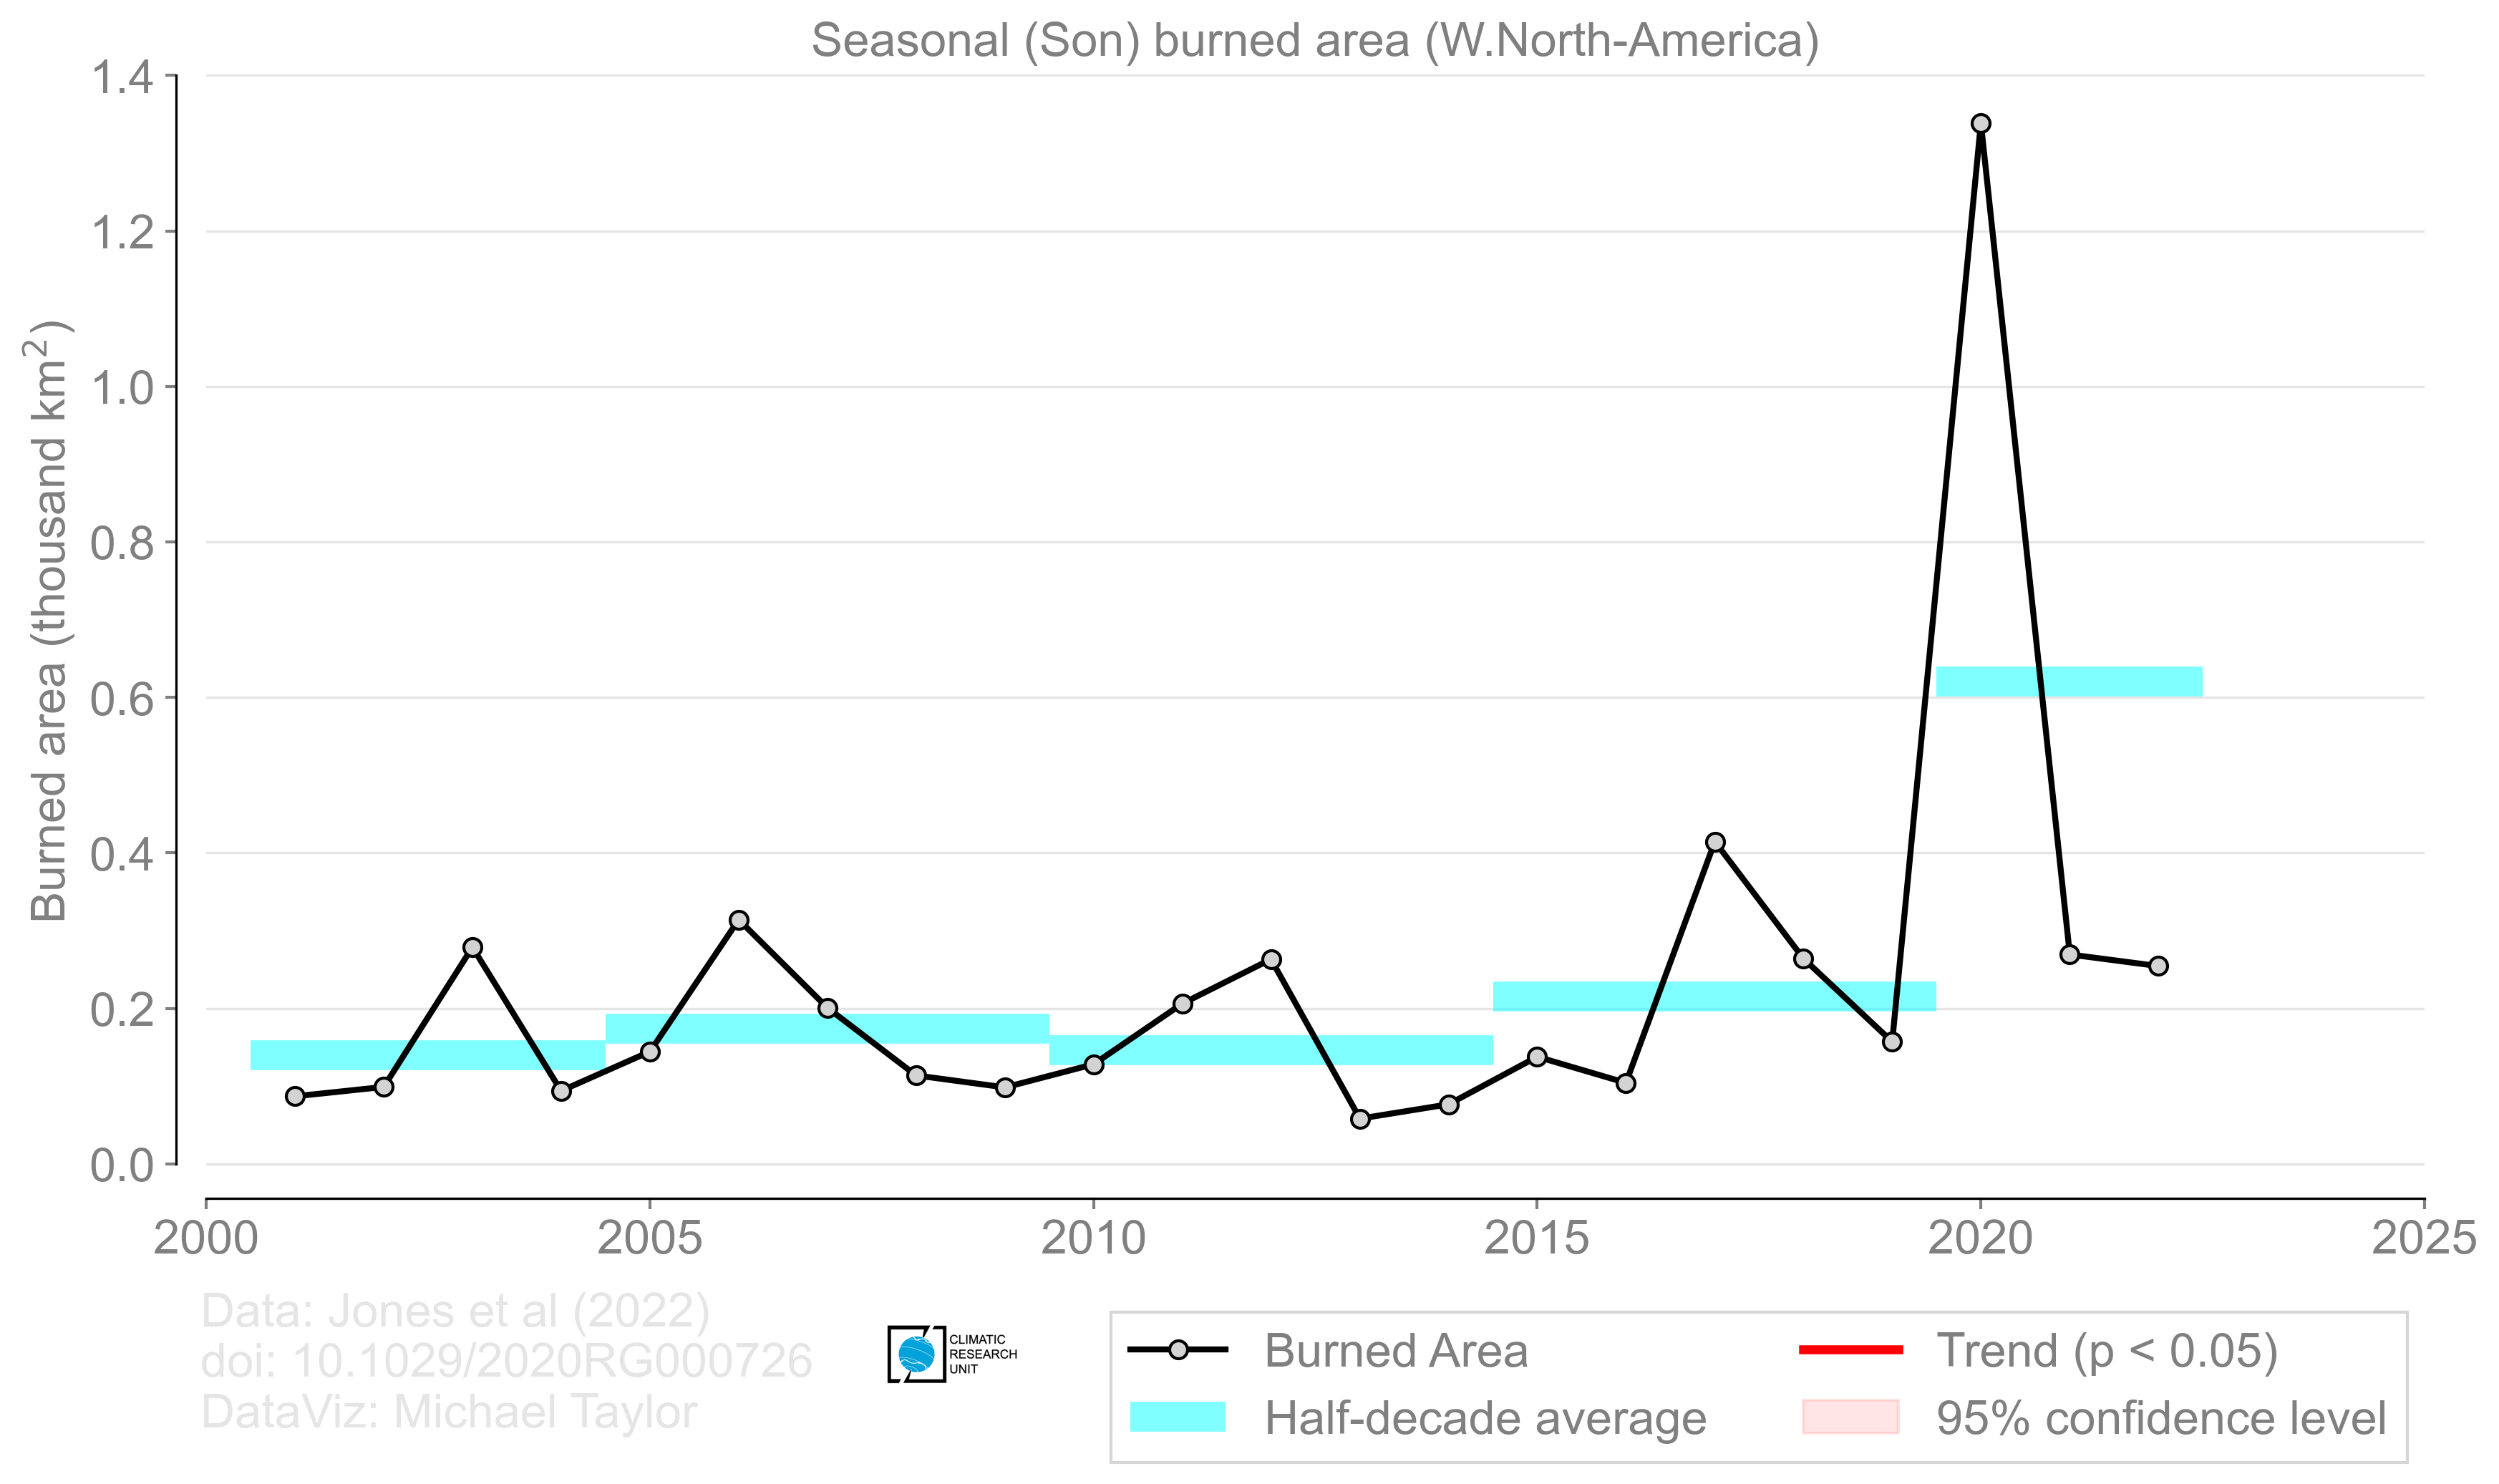 Seasonal (Son) burned area (W.North-America)
Burned area (thousand km²)
1.4
1.2
1.0
0.8
0.6
0.4
0.2
0.0
2000 2005 2010 2015 2020 2025
Data: Jones et al (2022)
doi: 10.1029/2020RG000726
DataViz: Michael Taylor
CLIMATIC
RESEARCH
UNIT
Burned Area
Half-decade average
Trend (p < 0.05)
95% confidence level